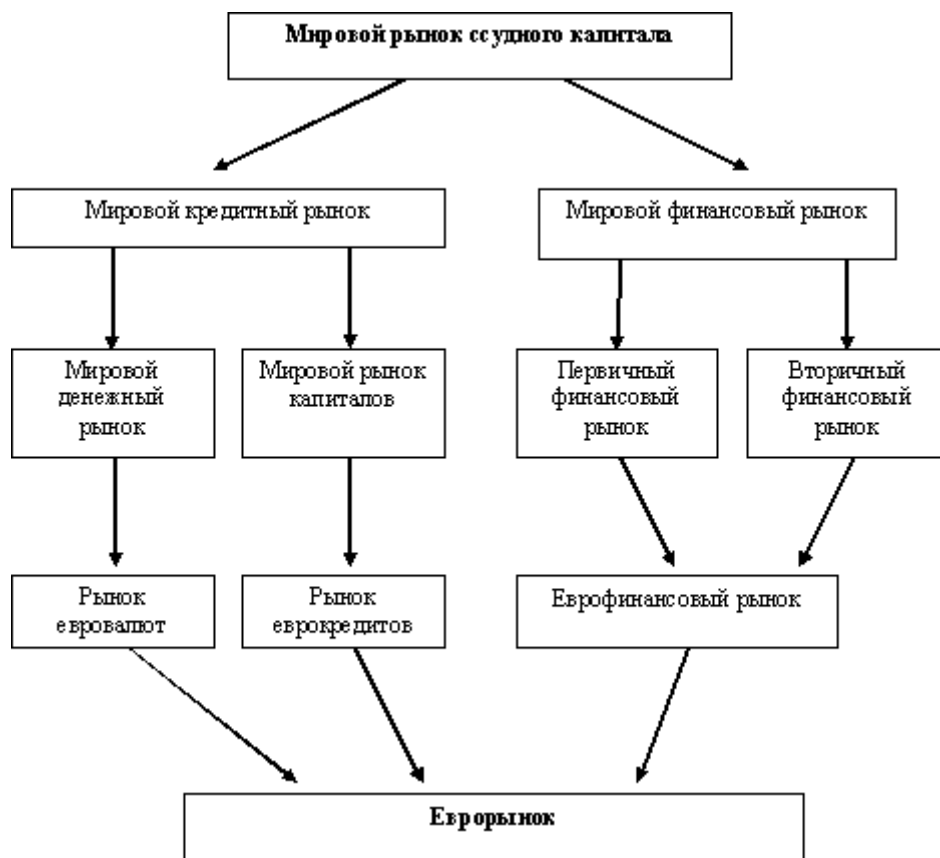 Мировой рынок ссудного капитала
Мировой кредитный рынок
Мировой финансовый рынок
Мировой
денежный
рынок
Мировой рынок
капиталов
Первичный
финансовый
рынок
Вторичный
финансовый
рынок
Рынок
евровалют
Рынок
еврокредитов
Еврофинансовый рынок
Еврорынок